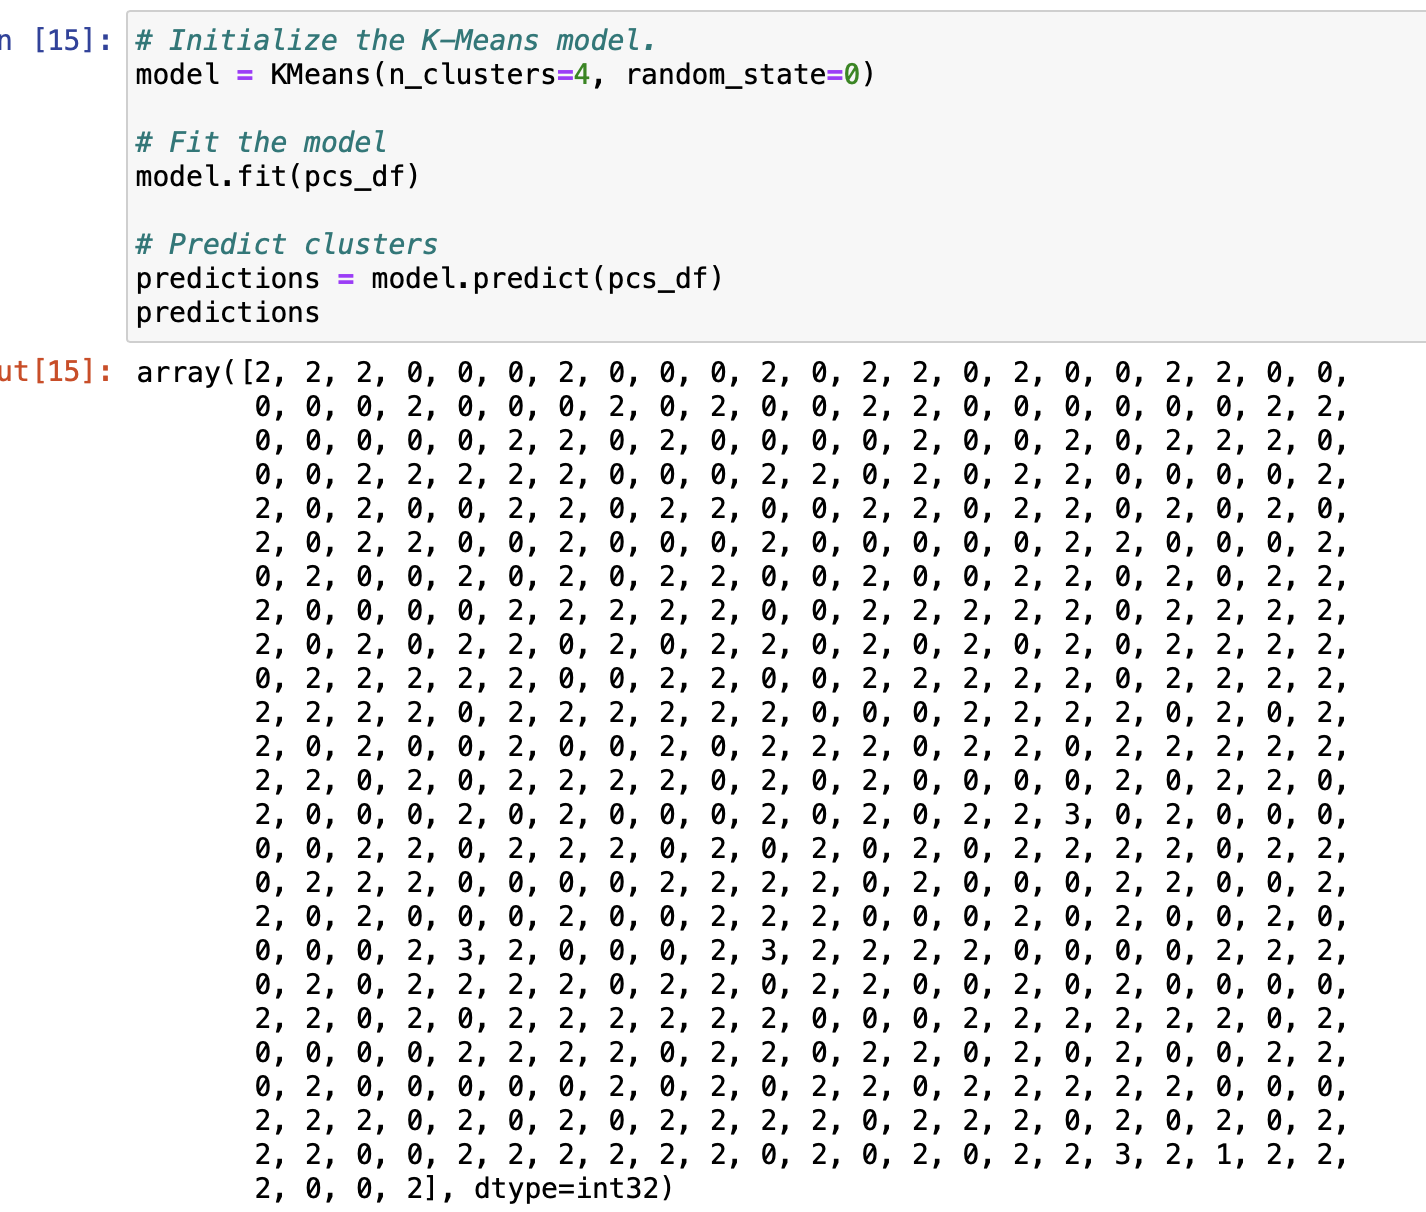 n [15]:
# Initialize the K-Means model.
model = KMeans(n_clusters=4, random_state=0)
# Fit the model
model.fit(pcs_df)
# Predict clusters
predictions = model.predict(pcs_df)
predictions
ut[15]:
array([2, 2, 2, 0, 0, 0, 2, 0, 0, 0, 2, 0, 2, 2, 0, 2, 0, 0, 2, 2, 0, 0,
0, 0, 0, 2, 0, 0, 0, 2, 0, 2, 0, 0, 2, 2, 0, 0, 0, 0, 0, 0, 2, 2,
0, 0, 0, 0, 0, 2, 2, 0, 2, 0, 0, 0, 0, 2, 0, 0, 2, 0, 2, 2, 2, 0,
0, 0, 2, 2, 2, 2, 2, 0, 0, 0, 2, 2, 0, 2, 0, 2, 2, 0, 0, 0, 0, 2,
2, 0, 2, 0, 0, 2, 2, 0, 2, 2, 0, 0, 2, 2, 0, 2, 2, 0, 2, 0, 2, 0,
2, 0, 2, 2, 0, 0, 2, 0, 0, 0, 2, 0, 0, 0, 0, 0, 2, 2, 0, 0, 0, 2,
0, 2, 0, 0, 2, 0, 2, 0, 2, 2, 0, 0, 2, 0, 0, 2, 2, 0, 2, 0, 2, 2,
2, 0, 0, 0, 0, 2, 2, 2, 2, 2, 0, 0, 2, 2, 2, 2, 2, 0, 2, 2, 2, 2,
2, 0, 2, 0, 2, 2, 0, 2, 0, 2, 2, 0, 2, 0, 2, 0, 2, 0, 2, 2, 2, 2,
0, 2, 2, 2, 2, 2, 0, 0, 2, 2, 0, 0, 2, 2, 2, 2, 2, 0, 2, 2, 2, 2,
2, 2, 2, 2, 0, 2, 2, 2, 2, 2, 2, 0, 0, 0, 2, 2, 2, 2, 0, 2, 0, 2,
2, 0, 2, 0, 0, 2, 0, 0, 2, 0, 2, 2, 2, 0, 2, 2, 0, 2, 2, 2, 2, 2,
2, 2, 0, 2, 0, 2, 2, 2, 2, 0, 2, 0, 2, 0, 0, 0, 0, 2, 0, 2, 2, 0,
2, 0, 0, 0, 2, 0, 2, 0, 0, 0, 2, 0, 2, 0, 2, 2, 3, 0, 2, 0, 0, 0,
0, 0, 2, 2, 0, 2, 2, 2, 0, 2, 0, 2, 0, 2, 0, 2, 2, 2, 2, 0, 2, 2,
0, 2, 2, 2, 0, 0, 0, 0, 2, 2, 2, 2, 0, 2, 0, 0, 0, 2, 2, 0, 0, 2,
2, 0, 2, 0, 0, 0, 2, 0, 0, 2, 2, 2, 0, 0, 0, 2, 0, 2, 0, 0, 2, 0,
0, 0, 0, 2, 3, 2, 0, 0, 0, 2, 3, 2, 2, 2, 2, 0, 0, 0, 0, 2, 2, 2,
0, 2, 0, 2, 2, 2, 2, 0, 2, 2, 0, 2, 2, 0, 0, 2, 0, 2, 0, 0, 0, 0,
2, 2, 0, 2, 0, 2, 2, 2, 2, 2, 2, 0, 0, 0, 2, 2, 2, 2, 2, 2, 0, 2,
0, 0, 0, 0, 2, 2, 2, 2, 0, 2, 2, 0, 2, 2, 0, 2, 0, 2, 0, 0, 2, 2,
0, 2, 0, 0, 0, 0, 0, 2, 0, 2, 0, 2, 2, 0, 2, 2, 2, 2, 2, 0, 0, 0,
2, 2, 2, 0, 2, 0, 2, 0, 2, 2, 2, 2, 0, 2, 2, 2, 0, 2, 0, 2, 0, 2,
2, 2, 0, 0, 2, 2, 2, 2, 2, 2, 0, 2, 0, 2, 0, 2, 2, 3, 2, 1, 2, 2,
2, 0, 0, 2], dtype=int32)